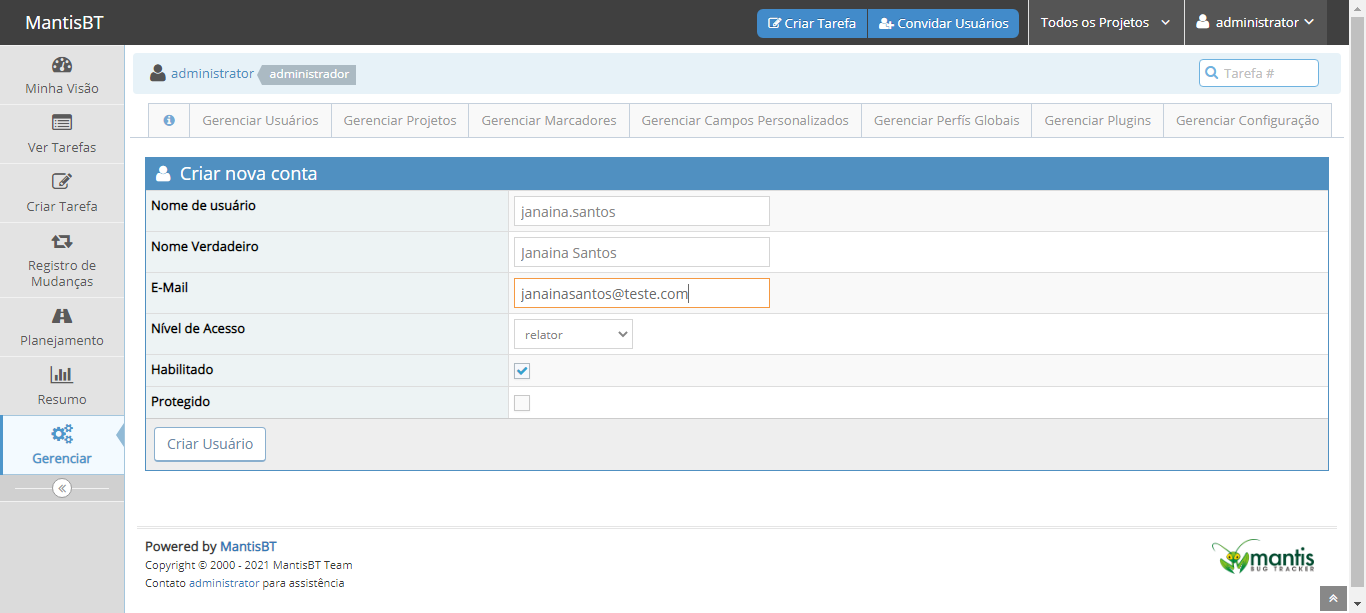 MantisBT
Criar Tarefa
Convidar Usuários
Todos os Projetos
administrator
Minha Visão
Ver Tarefas
Criar Tarefa
Registro de
Mudanças
Planejamento
Resumo
Gerenciar
administrator administrador
Tarefa #
Gerenciar Usuários
Gerenciar Projetos
Gerenciar Marcadores
Gerenciar Campos Personalizados
Gerenciar Perfís Globais
Gerenciar Plugins
Gerenciar Configuração
Criar nova conta
Nome de usuário
janaina.santos
Nome Verdadeiro
Janaina Santos
E-Mail
janainasantos@teste.com
Nível de Acesso
relator
Habilitado
Protegido
Criar Usuário
Powered by MantisBT
Copyright © 2000 - 2021 MantisBT Team
Contato administrator para assistência
mantis
BUG TRACKER